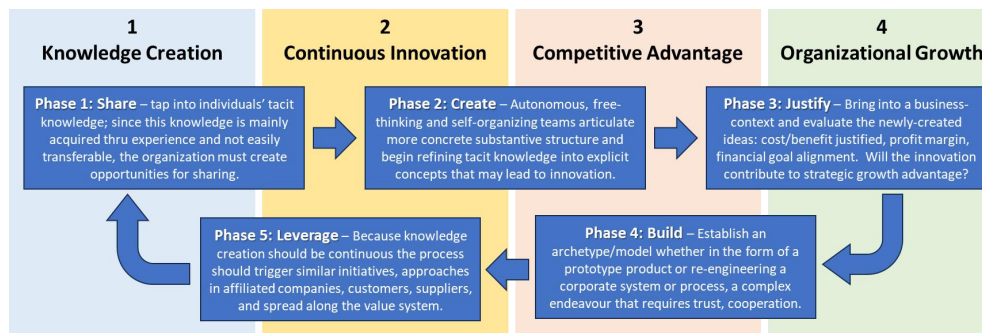 1
Knowledge Creation
2
Continuous Innovation
3
Competitive Advantage
4
Organizational Growth
Phase 1: Share – tap into individuals' tacit
knowledge; since this knowledge is mainly
acquired thru experience and not easily
transferable, the organization must create
opportunities for sharing.
Phase 2: Create – Autonomous, free-
thinking and self-organizing teams articulate
more concrete substantive structure and
begin refining tacit knowledge into explicit
concepts that may lead to innovation.
Phase 3: Justify – Bring into a business-
context and evaluate the newly-created
ideas: cost/benefit justified, profit margin,
financial goal alignment.  Will the innovation
contribute to strategic growth advantage?
Phase 5: Leverage – Because knowledge
creation should be continuous the process
should trigger similar initiatives, approaches
in affiliated companies, customers, suppliers,
and spread along the value system.
Phase 4: Build – Establish an
archetype/model whether in the form of a
prototype product or re-engineering a
corporate system or process, a complex
endeavour that requires trust, cooperation.